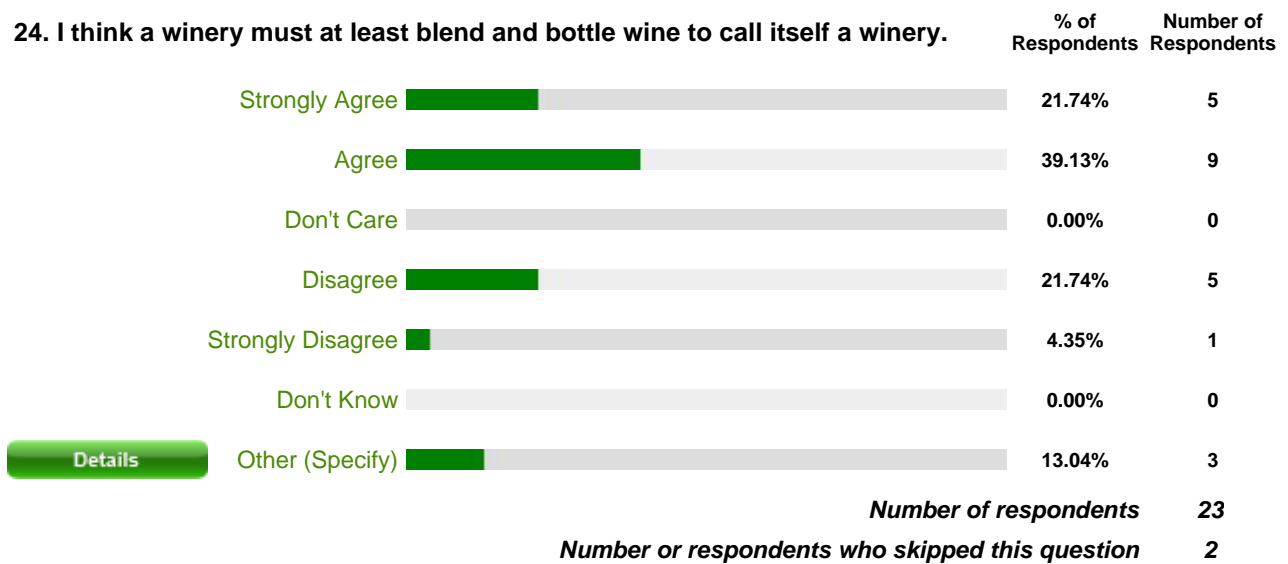 24. I think a winery must at least blend and bottle wine to call itself a winery. % of Respondents Number of Respondents
Strongly Agree 21.74% 5
Agree 39.13% 9
Don't Care 0.00% 0
Disagree 21.74% 5
Strongly Disagree 4.35% 1
Don't Know 0.00% 0
Details Other (Specify) 13.04% 3
Number of respondents 23
Number or respondents who skipped this question 2